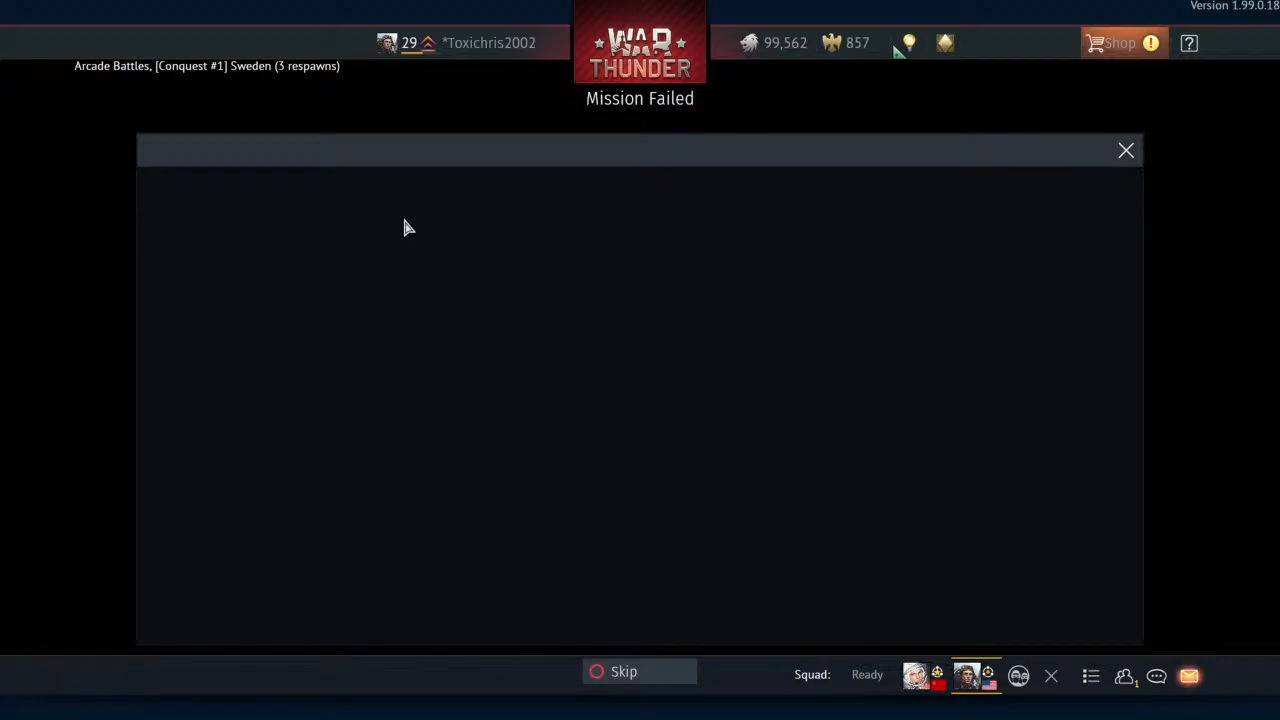 Version 1.99.0.18
29 *Toxichris2002
WAR THUNDER
99,562 857
Shop
Arcade Battles, [Conquest #1] Sweden (3 respawns)
Mission Failed
Skip
Squad: Ready
1